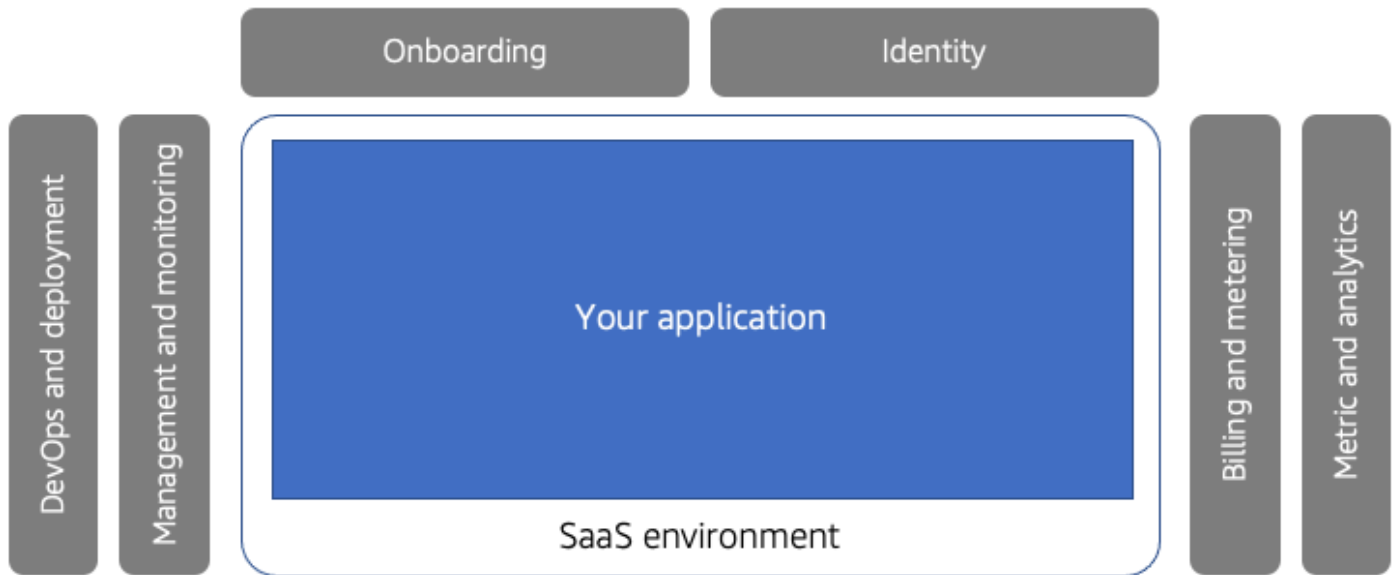 Onboarding
Identity
DevOps and deployment
Management and monitoring
Your application
SaaS environment
Billing and metering
Metric and analytics